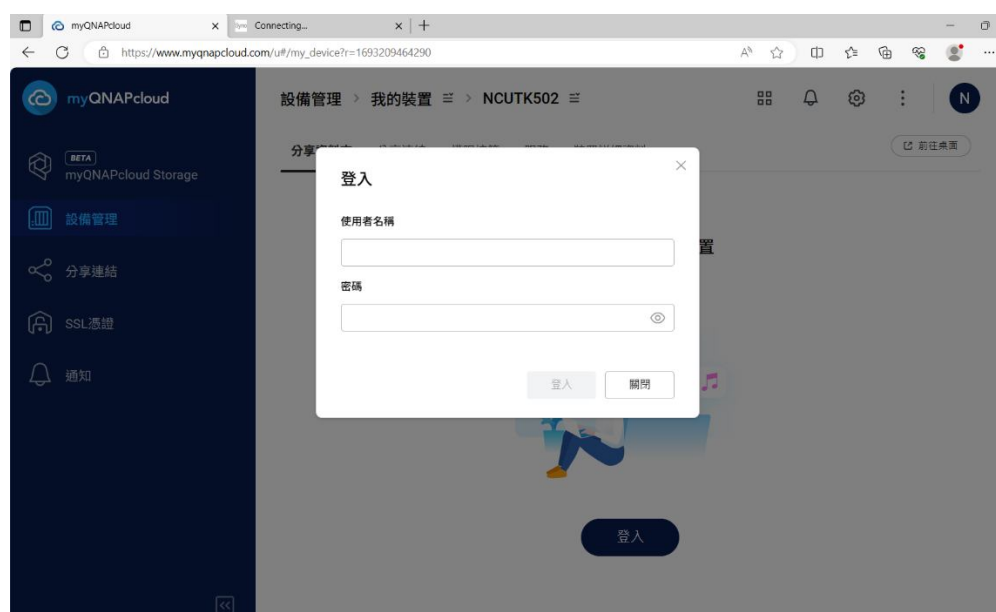 myQNAPcloud
Connecting...
https://www.myqnapcloud.com/u#/my_device?r=1693209464290
myQNAPcloud
設備管理 > 我的裝置 > NCUTK502
N
BETA
myQNAPcloud Storage
分享
前往桌面
設備管理
分享連結
SSL憑證
通知
登入
使用者名稱
密碼
登入
關閉
置
登入